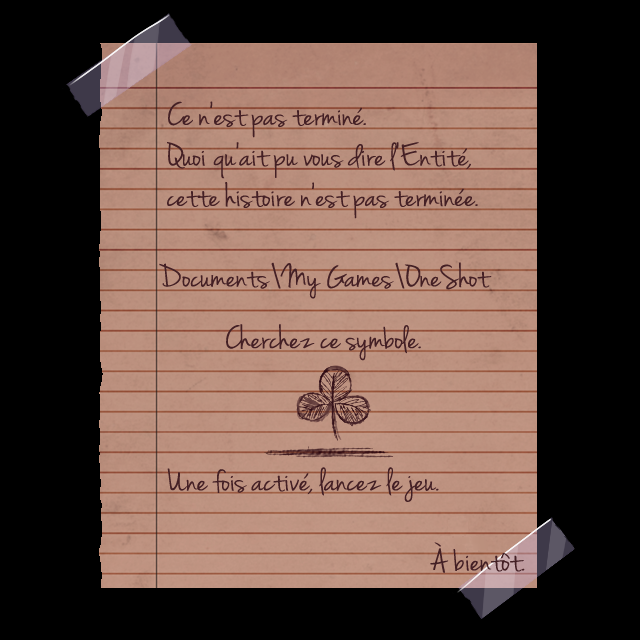 Ce n'est pas terminé.
Quoi qu'ait pu vous dire l'Entité,
cette histoire n'est pas terminée.
Documents\My Games\OneShot
Cherchez ce symbole.
Une fois activé, lancez le jeu.
À bientôt.